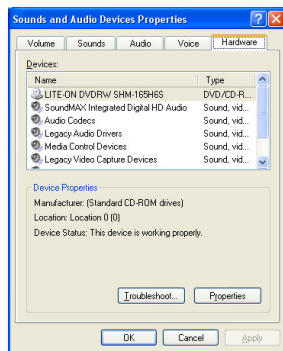 Sounds and Audio Devices Properties
Volume Sounds Audio Voice Hardware
Devices:
Name Type
LITE-ON DVDRW SHM-165H6S DVD/CD-R...
SoundMAX Integrated Digital HD Audio Sound, vid...
Audio Codecs Sound, vid...
Legacy Audio Drivers Sound, vid...
Media Control Devices Sound, vid...
Legacy Video Capture Devices Sound, vid...
Device Properties
Manufacturer: (Standard CD-ROM drives)
Location: Location 0 (0)
Device Status: This device is working properly.
Troubleshoot... Properties
OK Cancel Apply